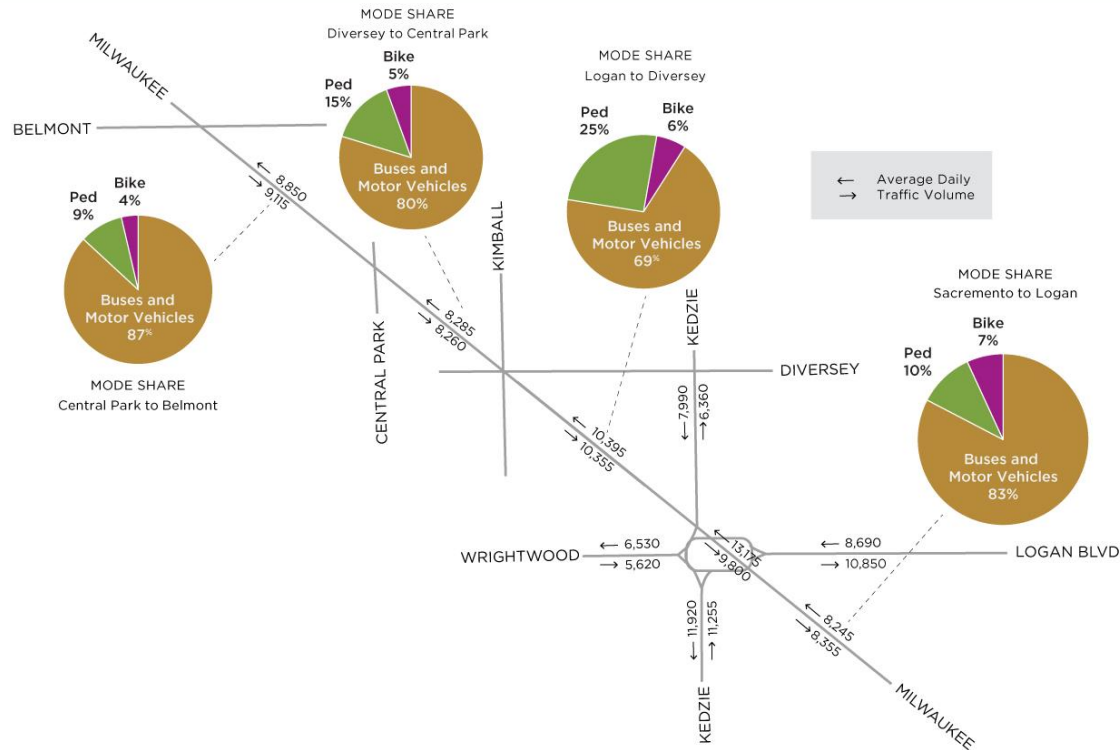 MODE SHARE
Diversey to Central Park
MILWAUKEE
Bike
5%
Ped
15%
Buses and
Motor Vehicles
80%
MODE SHARE
Logan to Diversey
Ped
25%
Bike
6%
Buses and
Motor Vehicles
69%
BELMONT
← Average Daily
→ Traffic Volume
← 8,850
→ 9,115
Ped
9%
Bike
4%
Buses and
Motor Vehicles
87%
MODE SHARE
Central Park to Belmont
KIMBALL
← 8,285
→ 8,260
CENTRAL PARK
KEDZIE
DIVERSEY
← 7,990
→ 6,360
← 10,395
→ 10,355
MODE SHARE
Sacremento to Logan
Bike
7%
Ped
10%
Buses and
Motor Vehicles
83%
WRIGHTWOOD
← 6,530
→ 5,620
← 13,175
→ 9,800
← 8,690
→ 10,850
LOGAN BLVD
← 11,920
→ 11,255
KEDZIE
← 8,245
→ 8,355
MILWAUKEE